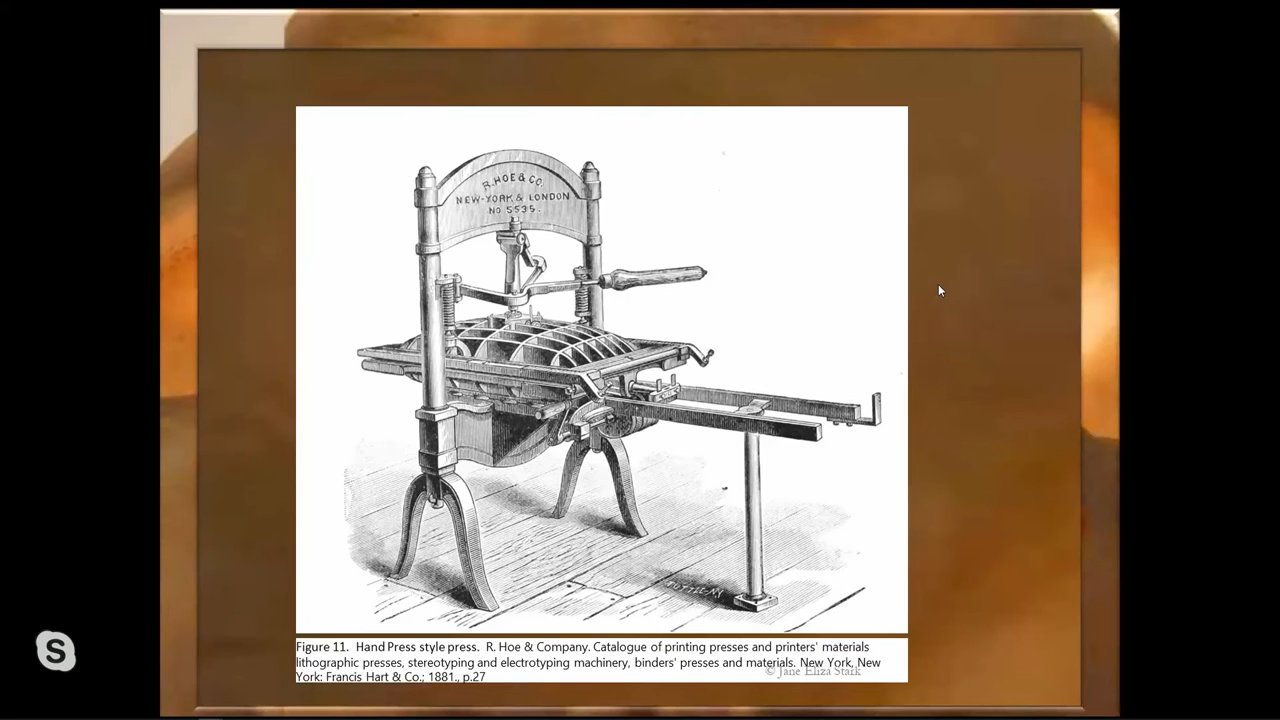 R. HOE & CO.
NEW-YORK & LONDON
NO 5535.
Figure 11. Hand Press style press. R. Hoe & Company. Catalogue of printing presses and printers' materials
lithographic presses, stereotyping and electrotyping machinery, binders' presses and materials. New York, New
York: Francis Hart & Co.; 1881., p.27
© Jane Eliza Stark